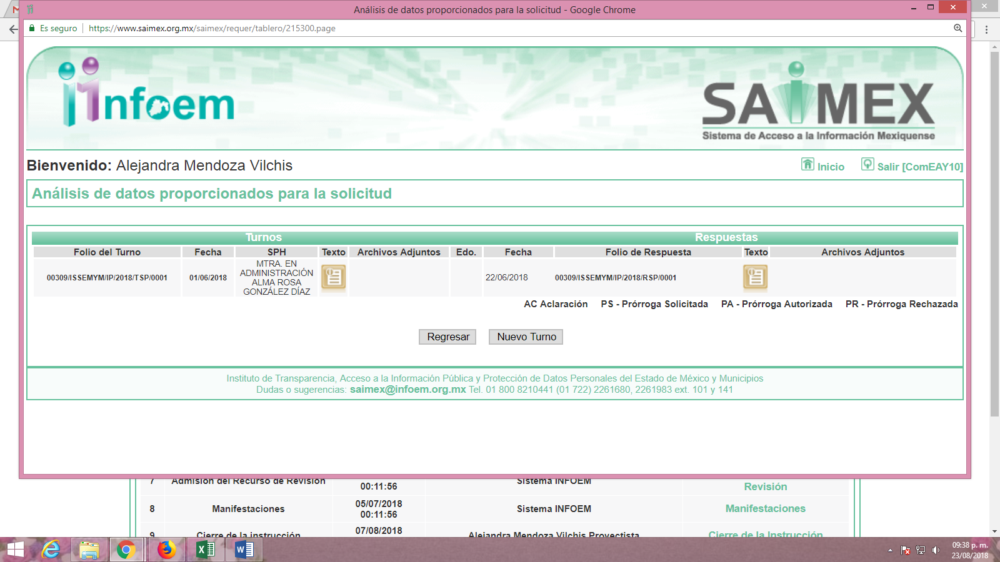 Análisis de datos proporcionados para la solicitud - Google Chrome
Es seguro | https://www.saimex.org.mx/saimex/requer/tablero/215300.page
infoem
SAIMEX
Sistema de Acceso a la Información Mexiquense
Bienvenido: Alejandra Mendoza Vilchis
Inicio
Salir [ComEAY10]
Análisis de datos proporcionados para la solicitud
Turnos
Respuestas
Folio del Turno Fecha SPH Texto Archivos Adjuntos Edo. Fecha Folio de Respuesta Texto Archivos Adjuntos
00309/ISSEMYM/IP/2018/TSP/0001
01/06/2018
MTRA. EN
ADMINISTRACIÓN
ALMA ROSA
GONZÁLEZ DÍAZ
22/06/2018
00309/ISSEMYM/IP/2018/RSP/0001
AC Aclaración PS - Prórroga Solicitada PA - Prórroga Autorizada PR - Prórroga Rechazada
Regresar
Nuevo Turno
Instituto de Transparencia, Acceso a la Información Pública y Protección de Datos Personales del Estado de México y Municipios
Dudas o sugerencias: saimex@infoem.org.mx Tel. 01 800 8210441 (01 722) 2261680, 2261983 ext. 101 y 141
7 Admisión del Recurso de Revisión
00:11:56
Sistema INFOEM
Revisión
8 Manifestaciones
05/07/2018
00:11:56
Sistema INFOEM
Manifestaciones
9 Cierre de la instrucción
07/08/2018
Alejandra Mendoza Vilchis Proyectista
Cierre de la Instrucción
09:38 p. m.
23/08/2018